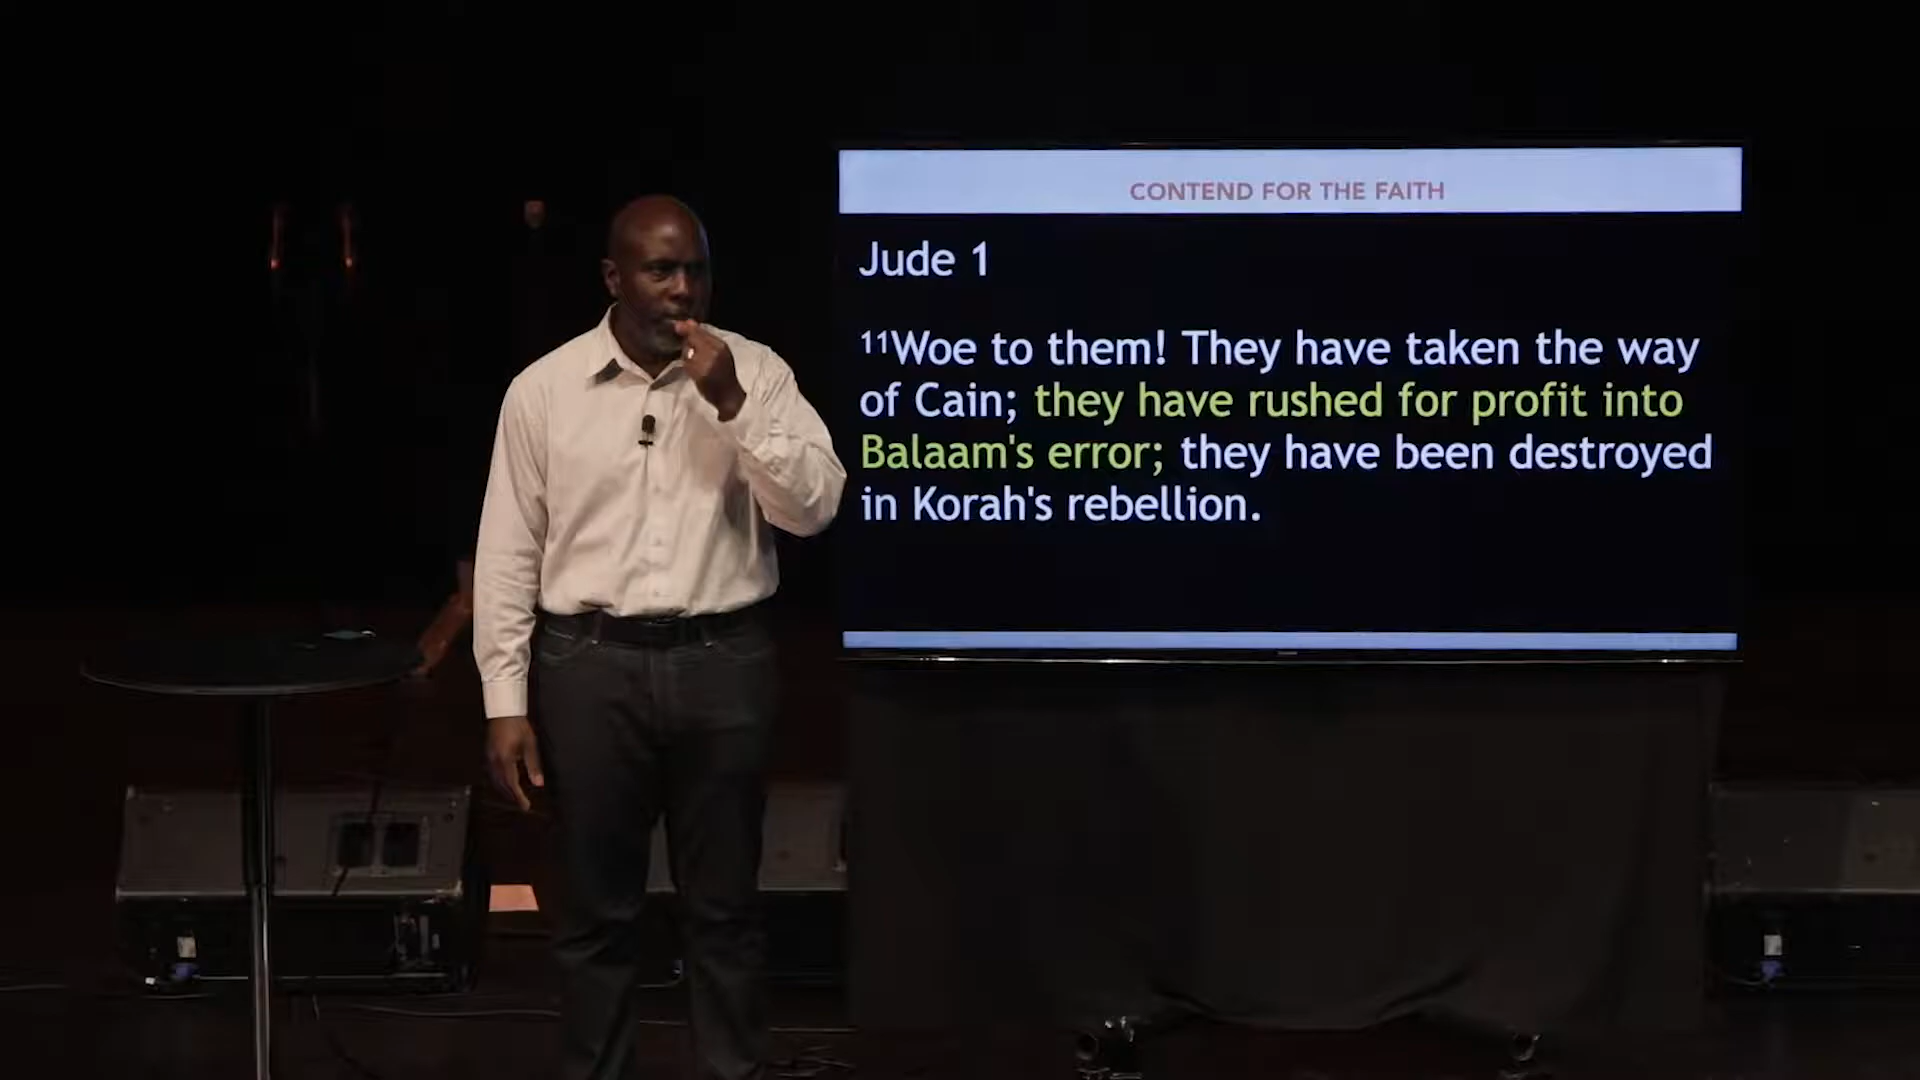 CONTEND FOR THE FAITH
Jude 1
11Woe to them! They have taken the way
of Cain; they have rushed for profit into
Balaam's error; they have been destroyed
in Korah's rebellion.